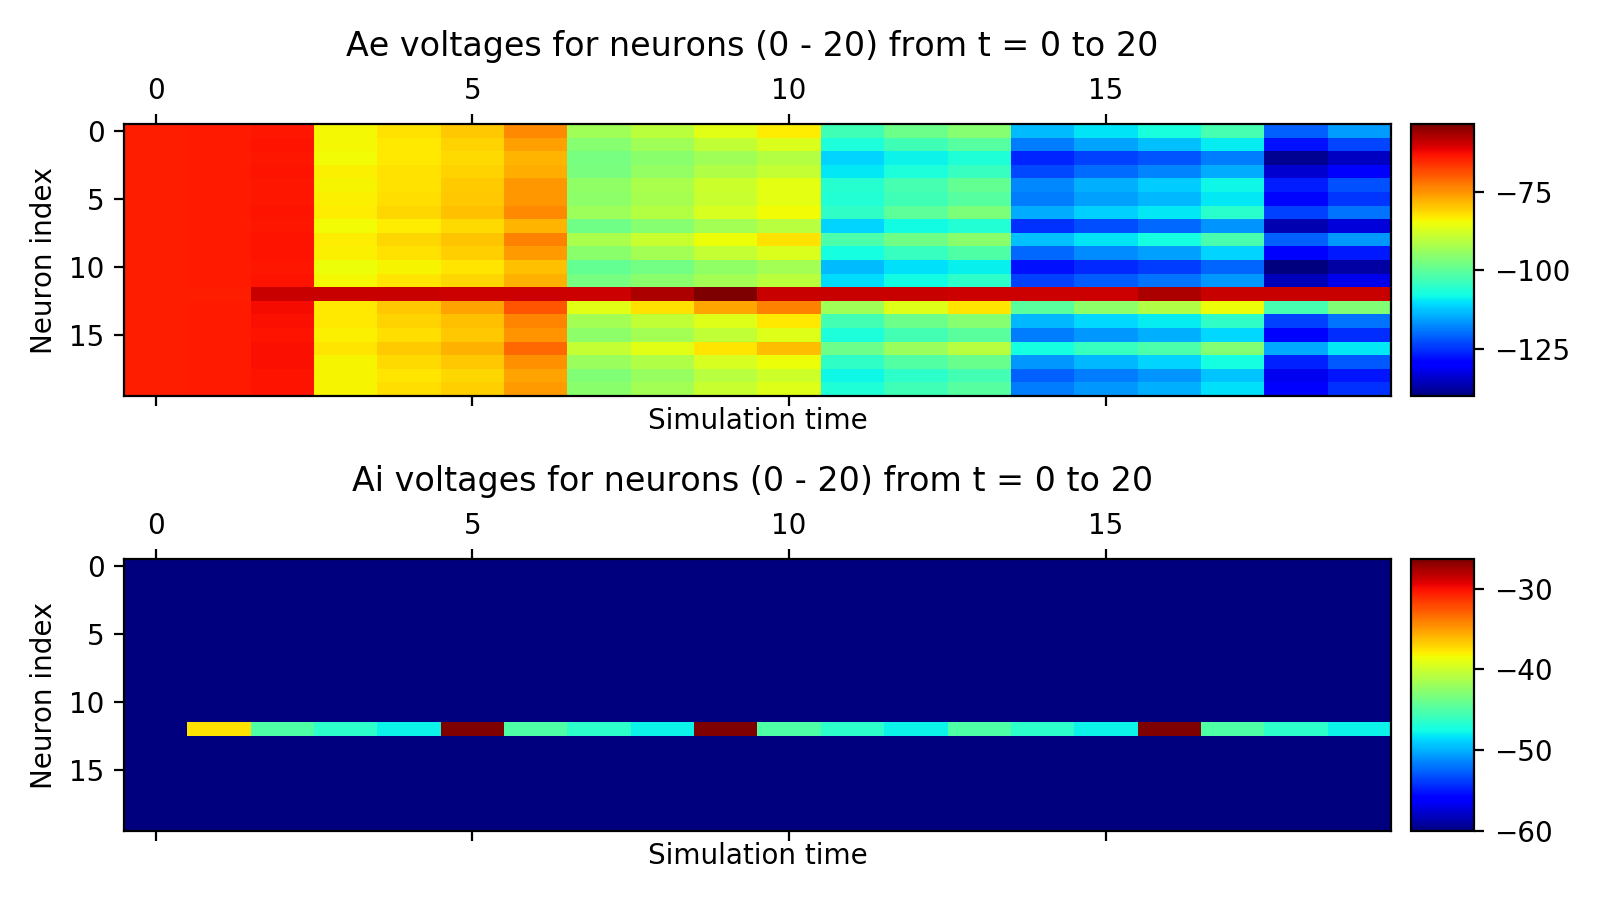 Ae voltages for neurons (0 - 20) from t = 0 to 20
0 5 10 15
Neuron index
0
5
10
15
−75
−100
−125
Simulation time
Ai voltages for neurons (0 - 20) from t = 0 to 20
0 5 10 15
Neuron index
0
5
10
15
−30
−40
−50
−60
Simulation time